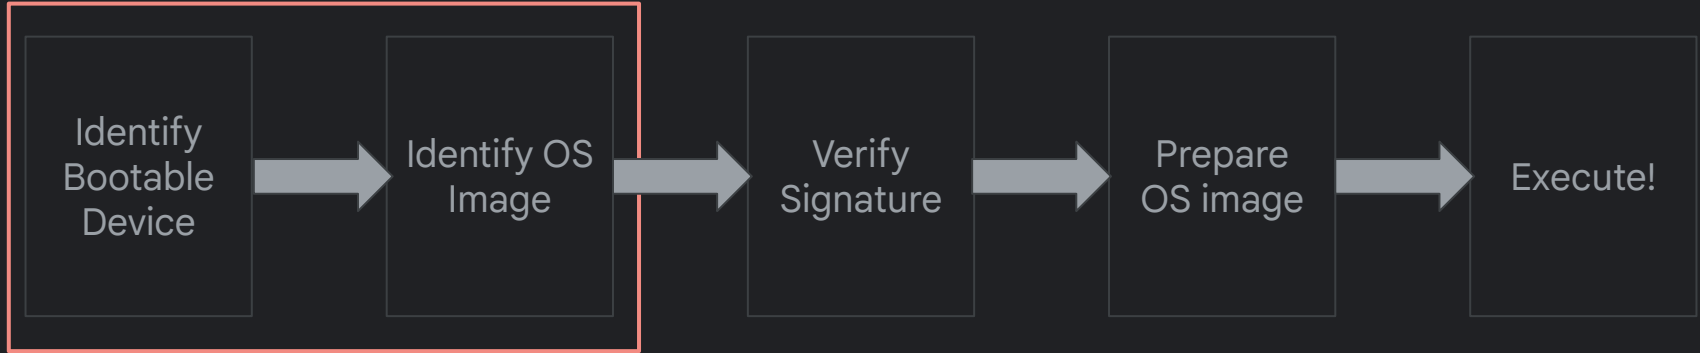 Identify
Bootable
Device
Identify OS
Image
Verify
Signature
Prepare
OS image
Execute!